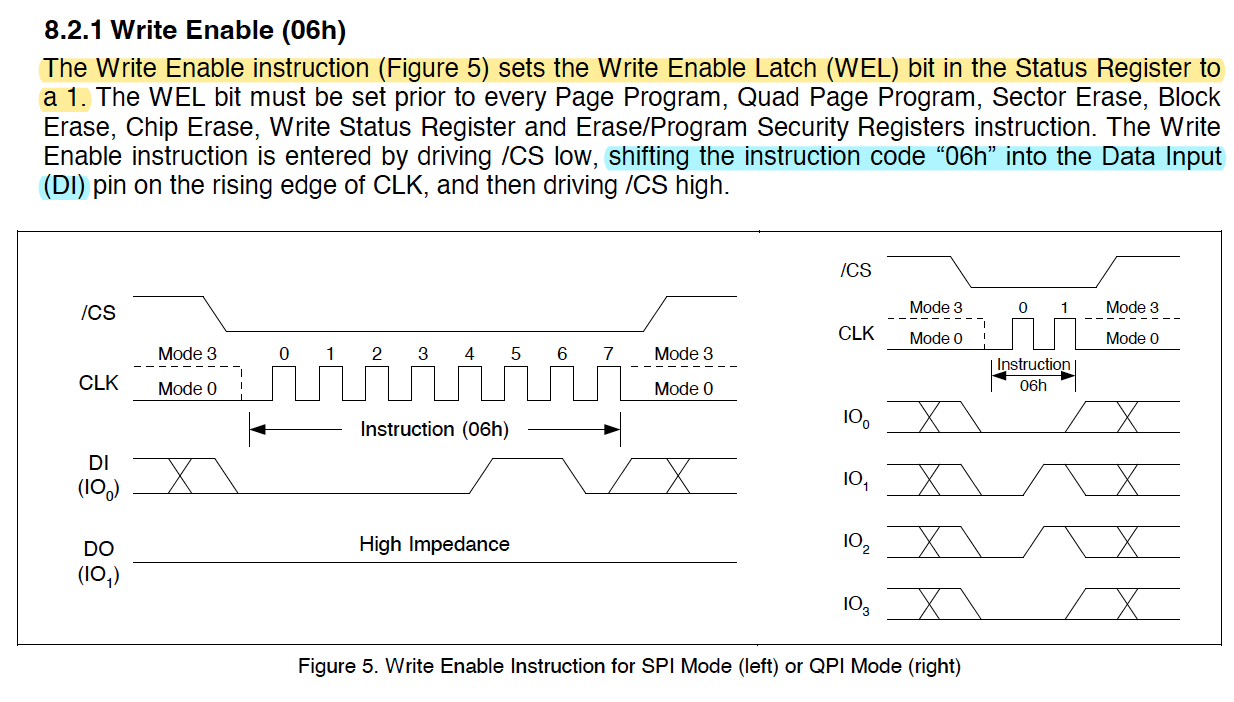 8.2.1 Write Enable (06h)
The Write Enable instruction (Figure 5) sets the Write Enable Latch (WEL) bit in the Status Register to
a 1. The WEL bit must be set prior to every Page Program, Quad Page Program, Sector Erase, Block
Erase, Chip Erase, Write Status Register and Erase/Program Security Registers instruction. The Write
Enable instruction is entered by driving /CS low, shifting the instruction code “06h” into the Data Input
(DI) pin on the rising edge of CLK, and then driving /CS high.
/CS
Mode 3 0 1 2 3 4 5 6 7 Mode 3
CLK
Mode 0 Mode 0
Instruction (06h)
DI
(IO0)
High Impedance
DO
(IO1)
/CS
Mode 3 0 1 Mode 3
CLK
Mode 0 Mode 0
Instruction
06h
IO0
IO1
IO2
IO3
Figure 5. Write Enable Instruction for SPI Mode (left) or QPI Mode (right)